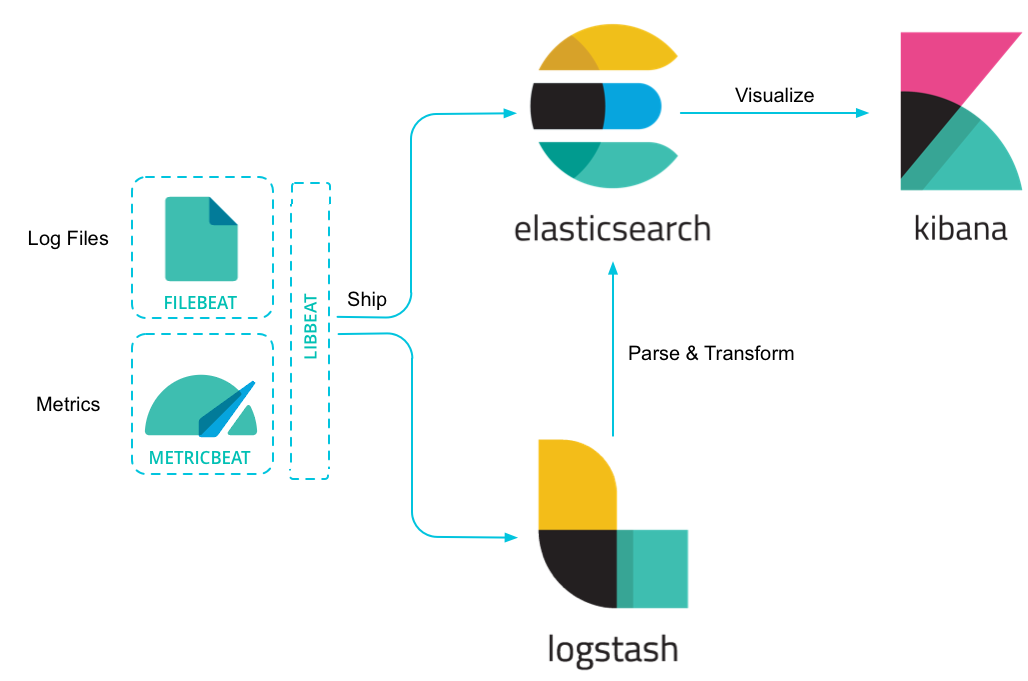 Visualize
elasticsearch
kibana
Log Files
FILEBEAT
LIBBEAT
Ship
Parse & Transform
Metrics
METRICBEAT
logstash